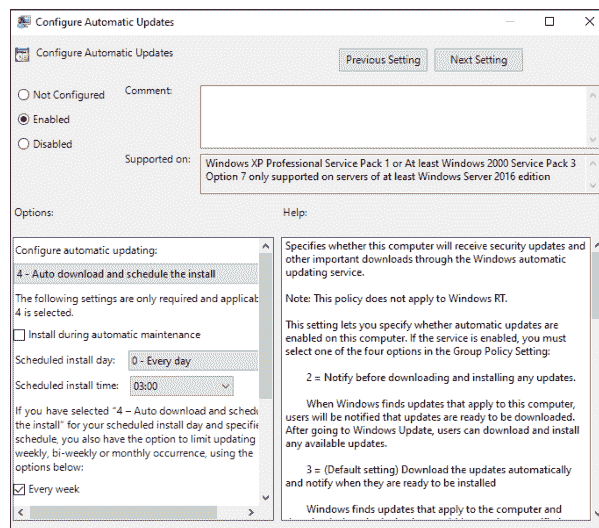 Configure Automatic Updates
Configure Automatic Updates
Previous Setting
Next Setting
Not Configured
Comment:
Enabled
Disabled
Supported on:
Windows XP Professional Service Pack 1 or At least Windows 2000 Service Pack 3
Option 7 only supported on servers of at least Windows Server 2016 edition
Options:
Help:
Configure automatic updating:
4 - Auto download and schedule the install
The following settings are only required and applicab
4 is selected.
Install during automatic maintenance
Scheduled install day:
0 - Every day
Scheduled install time:
03:00
If you have selected "4 – Auto download and schedu
the install" for your scheduled install day and specifie
schedule, you also have the option to limit updating
weekly, bi-weekly or monthly occurrence, using the
options below:
Every week
Specifies whether this computer will receive security updates and
other important downloads through the Windows automatic
updating service.
Note: This policy does not apply to Windows RT.
This setting lets you specify whether automatic updates are
enabled on this computer. If the service is enabled, you must
select one of the four options in the Group Policy Setting:
2 = Notify before downloading and installing any updates.
When Windows finds updates that apply to this computer,
users will be notified that updates are ready to be downloaded.
After going to Windows Update, users can download and install
any available updates.
3 = (Default setting) Download the updates automatically
and notify when they are ready to be installed
Windows finds updates that apply to the computer and